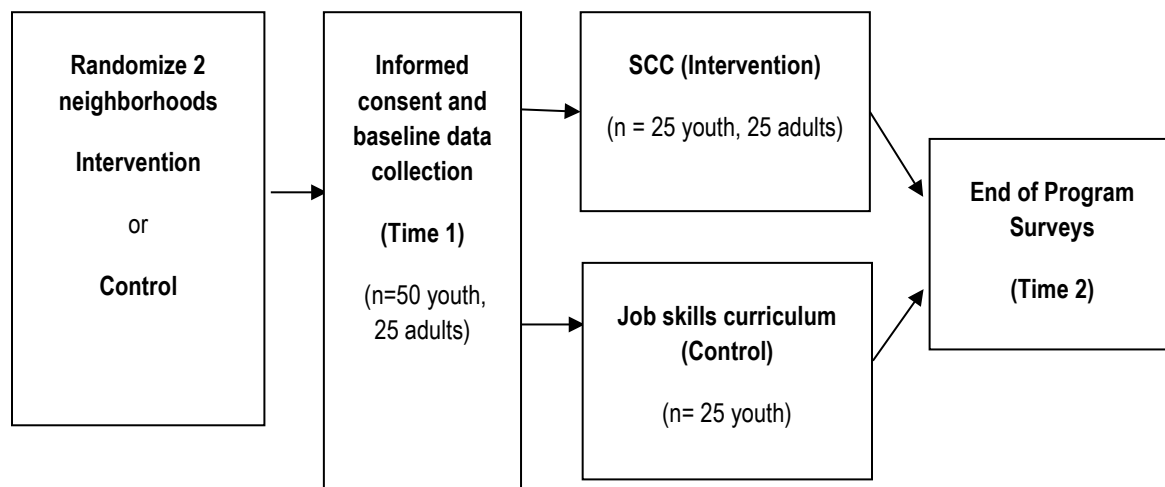 Randomize 2
neighborhoods
Intervention
or
Control
Informed
consent and
baseline data
collection
(Time 1)
(n=50 youth,
25 adults)
SCC (Intervention)
(n = 25 youth, 25 adults)
Job skills curriculum
(Control)
(n= 25 youth)
End of Program
Surveys
(Time 2)